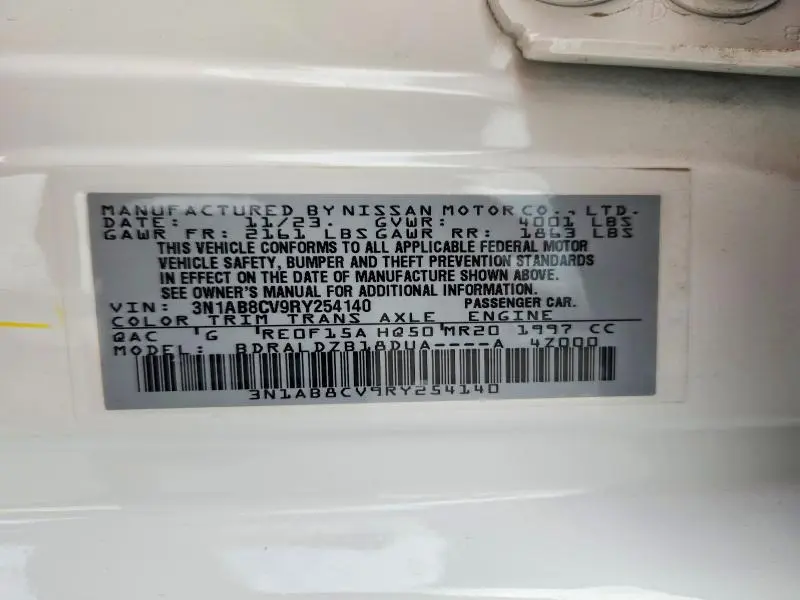 MANUFACTURED BY NISSAN MOTOR CO., LTD.
DATE: 11/23. GVWR: 4001 LBS
GAWR FR: 2161 LBS GAWR RR: 1863 LBS
THIS VEHICLE CONFORMS TO ALL APPLICABLE FEDERAL MOTOR
VEHICLE SAFETY, BUMPER AND THEFT PREVENTION STANDARDS
IN EFFECT ON THE DATE OF MANUFACTURE SHOWN ABOVE.
SEE OWNER'S MANUAL FOR ADDITIONAL INFORMATION.
VIN: 3N1AB8CV9RY254140 PASSENGER CAR.
COLOR TRIM TRANS AXLE ENGINE
QAC G RE0F15A HQ50 MR20 1997 CC
MODEL: BDRALDZB18DUA----A 4Z000
3N1AB8CV9RY254140